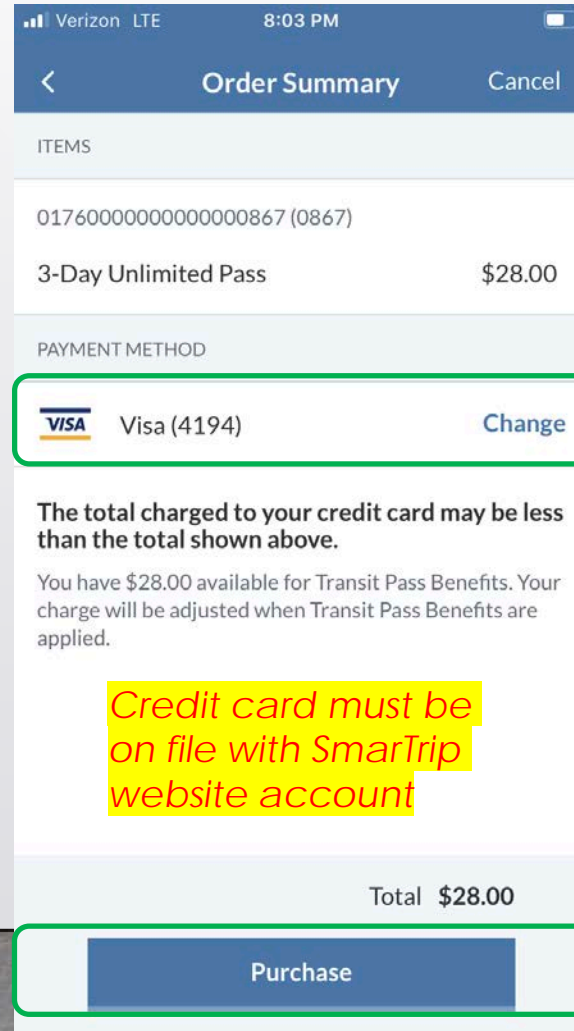 Verizon LTE 8:03 PM
Order Summary Cancel
ITEMS
01760000000000000867 (0867)
3-Day Unlimited Pass $28.00
PAYMENT METHOD
VISA Visa (4194) Change
The total charged to your credit card may be less
than the total shown above.
You have $28.00 available for Transit Pass Benefits. Your
charge will be adjusted when Transit Pass Benefits are
applied.
Credit card must be
on file with SmarTrip
website account
Total $28.00
Purchase